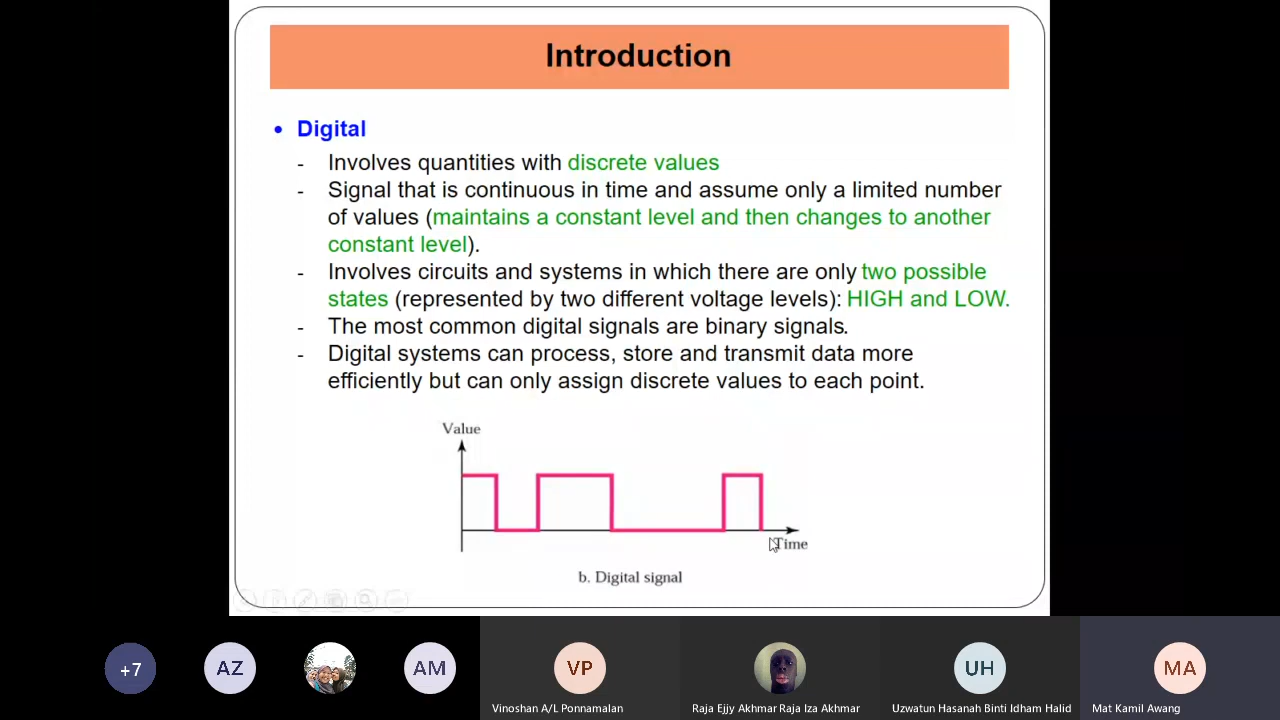 Introduction
• Digital
- Involves quantities with discrete values
- Signal that is continuous in time and assume only a limited number
of values (maintains a constant level and then changes to another
constant level).
- Involves circuits and systems in which there are only two possible
states (represented by two different voltage levels): HIGH and LOW.
- The most common digital signals are binary signals.
- Digital systems can process, store and transmit data more
efficiently but can only assign discrete values to each point.
Value
Time
b. Digital signal
+7
AZ
AM
VP
UH
MA
Vinoshan A/L Ponnamalan
Raja Ejjy Akhmar Raja Iza Akhmar
Uzwatun Hasanah Binti Idham Halid
Mat Kamil Awang